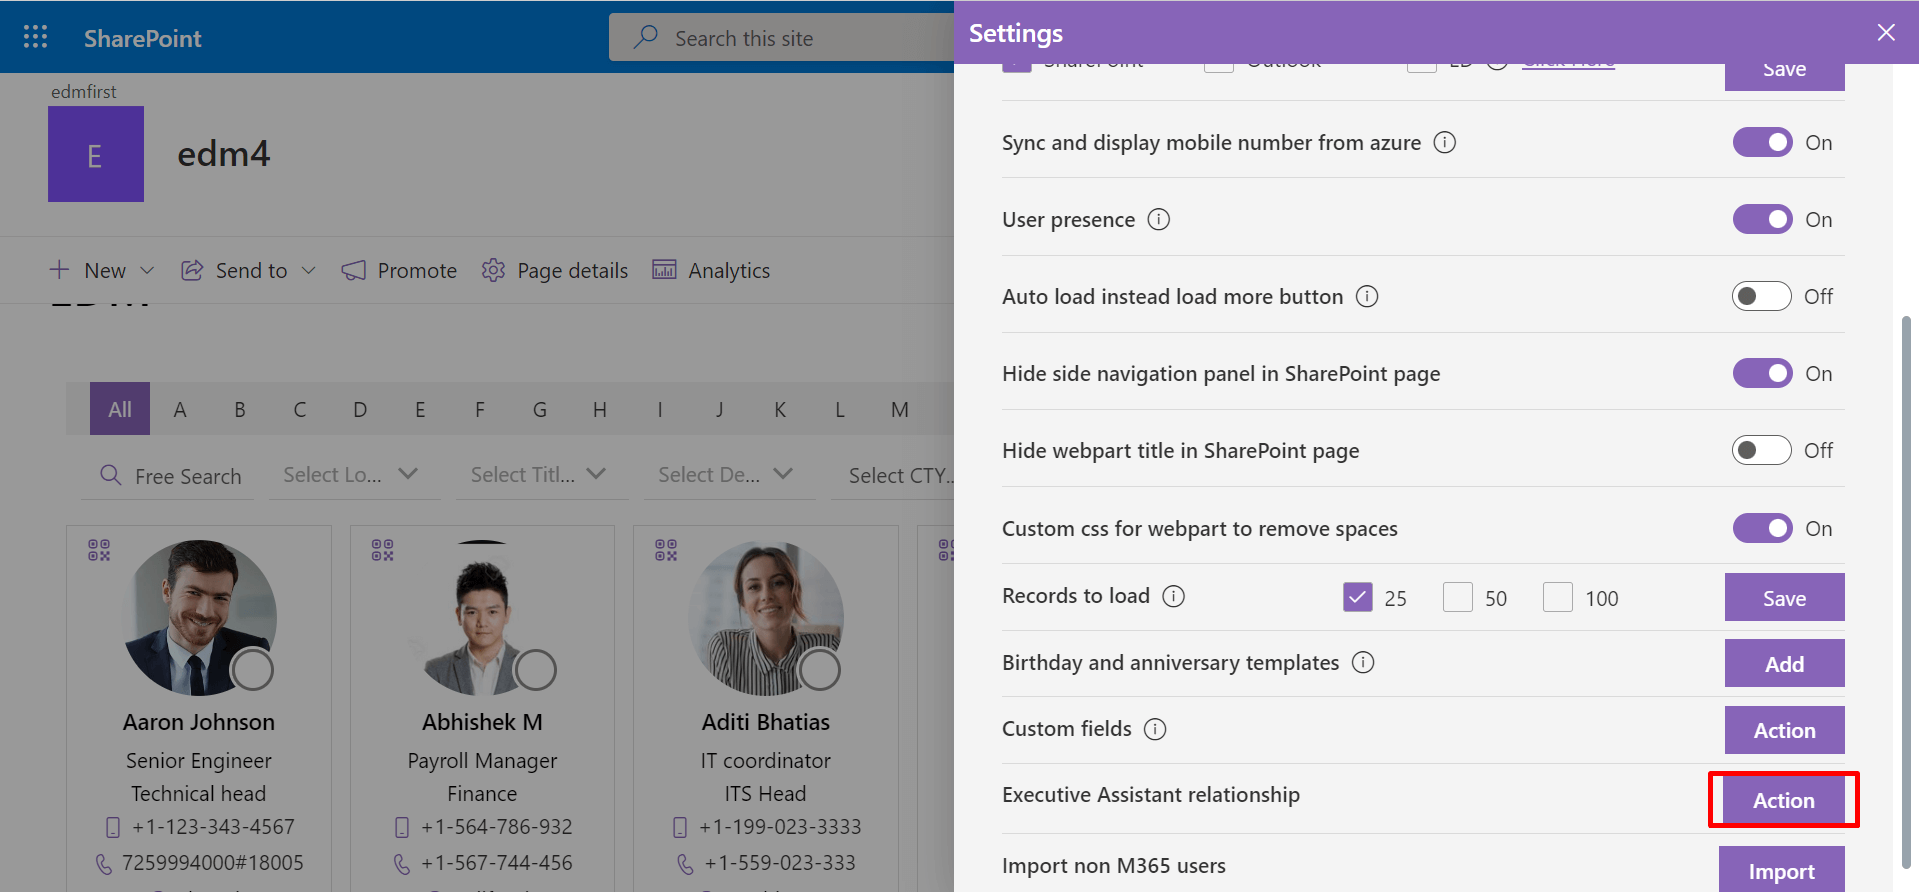 SharePoint
Search this site
edmfirst
E
edm4
New
Send to
Promote
Page details
Analytics
EDM
All A B C D E F G H I J K L M
Free Search
Select Lo...
Select Titl...
Select De...
Select CTY...
Aaron Johnson
Senior Engineer
Technical head
+1-123-343-4567
7259994000#18005
Abhishek M
Payroll Manager
Finance
+1-564-786-932
+1-567-744-456
Aditi Bhatias
IT coordinator
ITS Head
+1-199-023-3333
+1-559-023-333
Settings
SharePoint Outlook Click More Save
Sync and display mobile number from azure On
User presence On
Auto load instead load more button Off
Hide side navigation panel in SharePoint page On
Hide webpart title in SharePoint page Off
Custom css for webpart to remove spaces On
Records to load 25 50 100 Save
Birthday and anniversary templates Add
Custom fields Action
Executive Assistant relationship Action
Import non M365 users Import